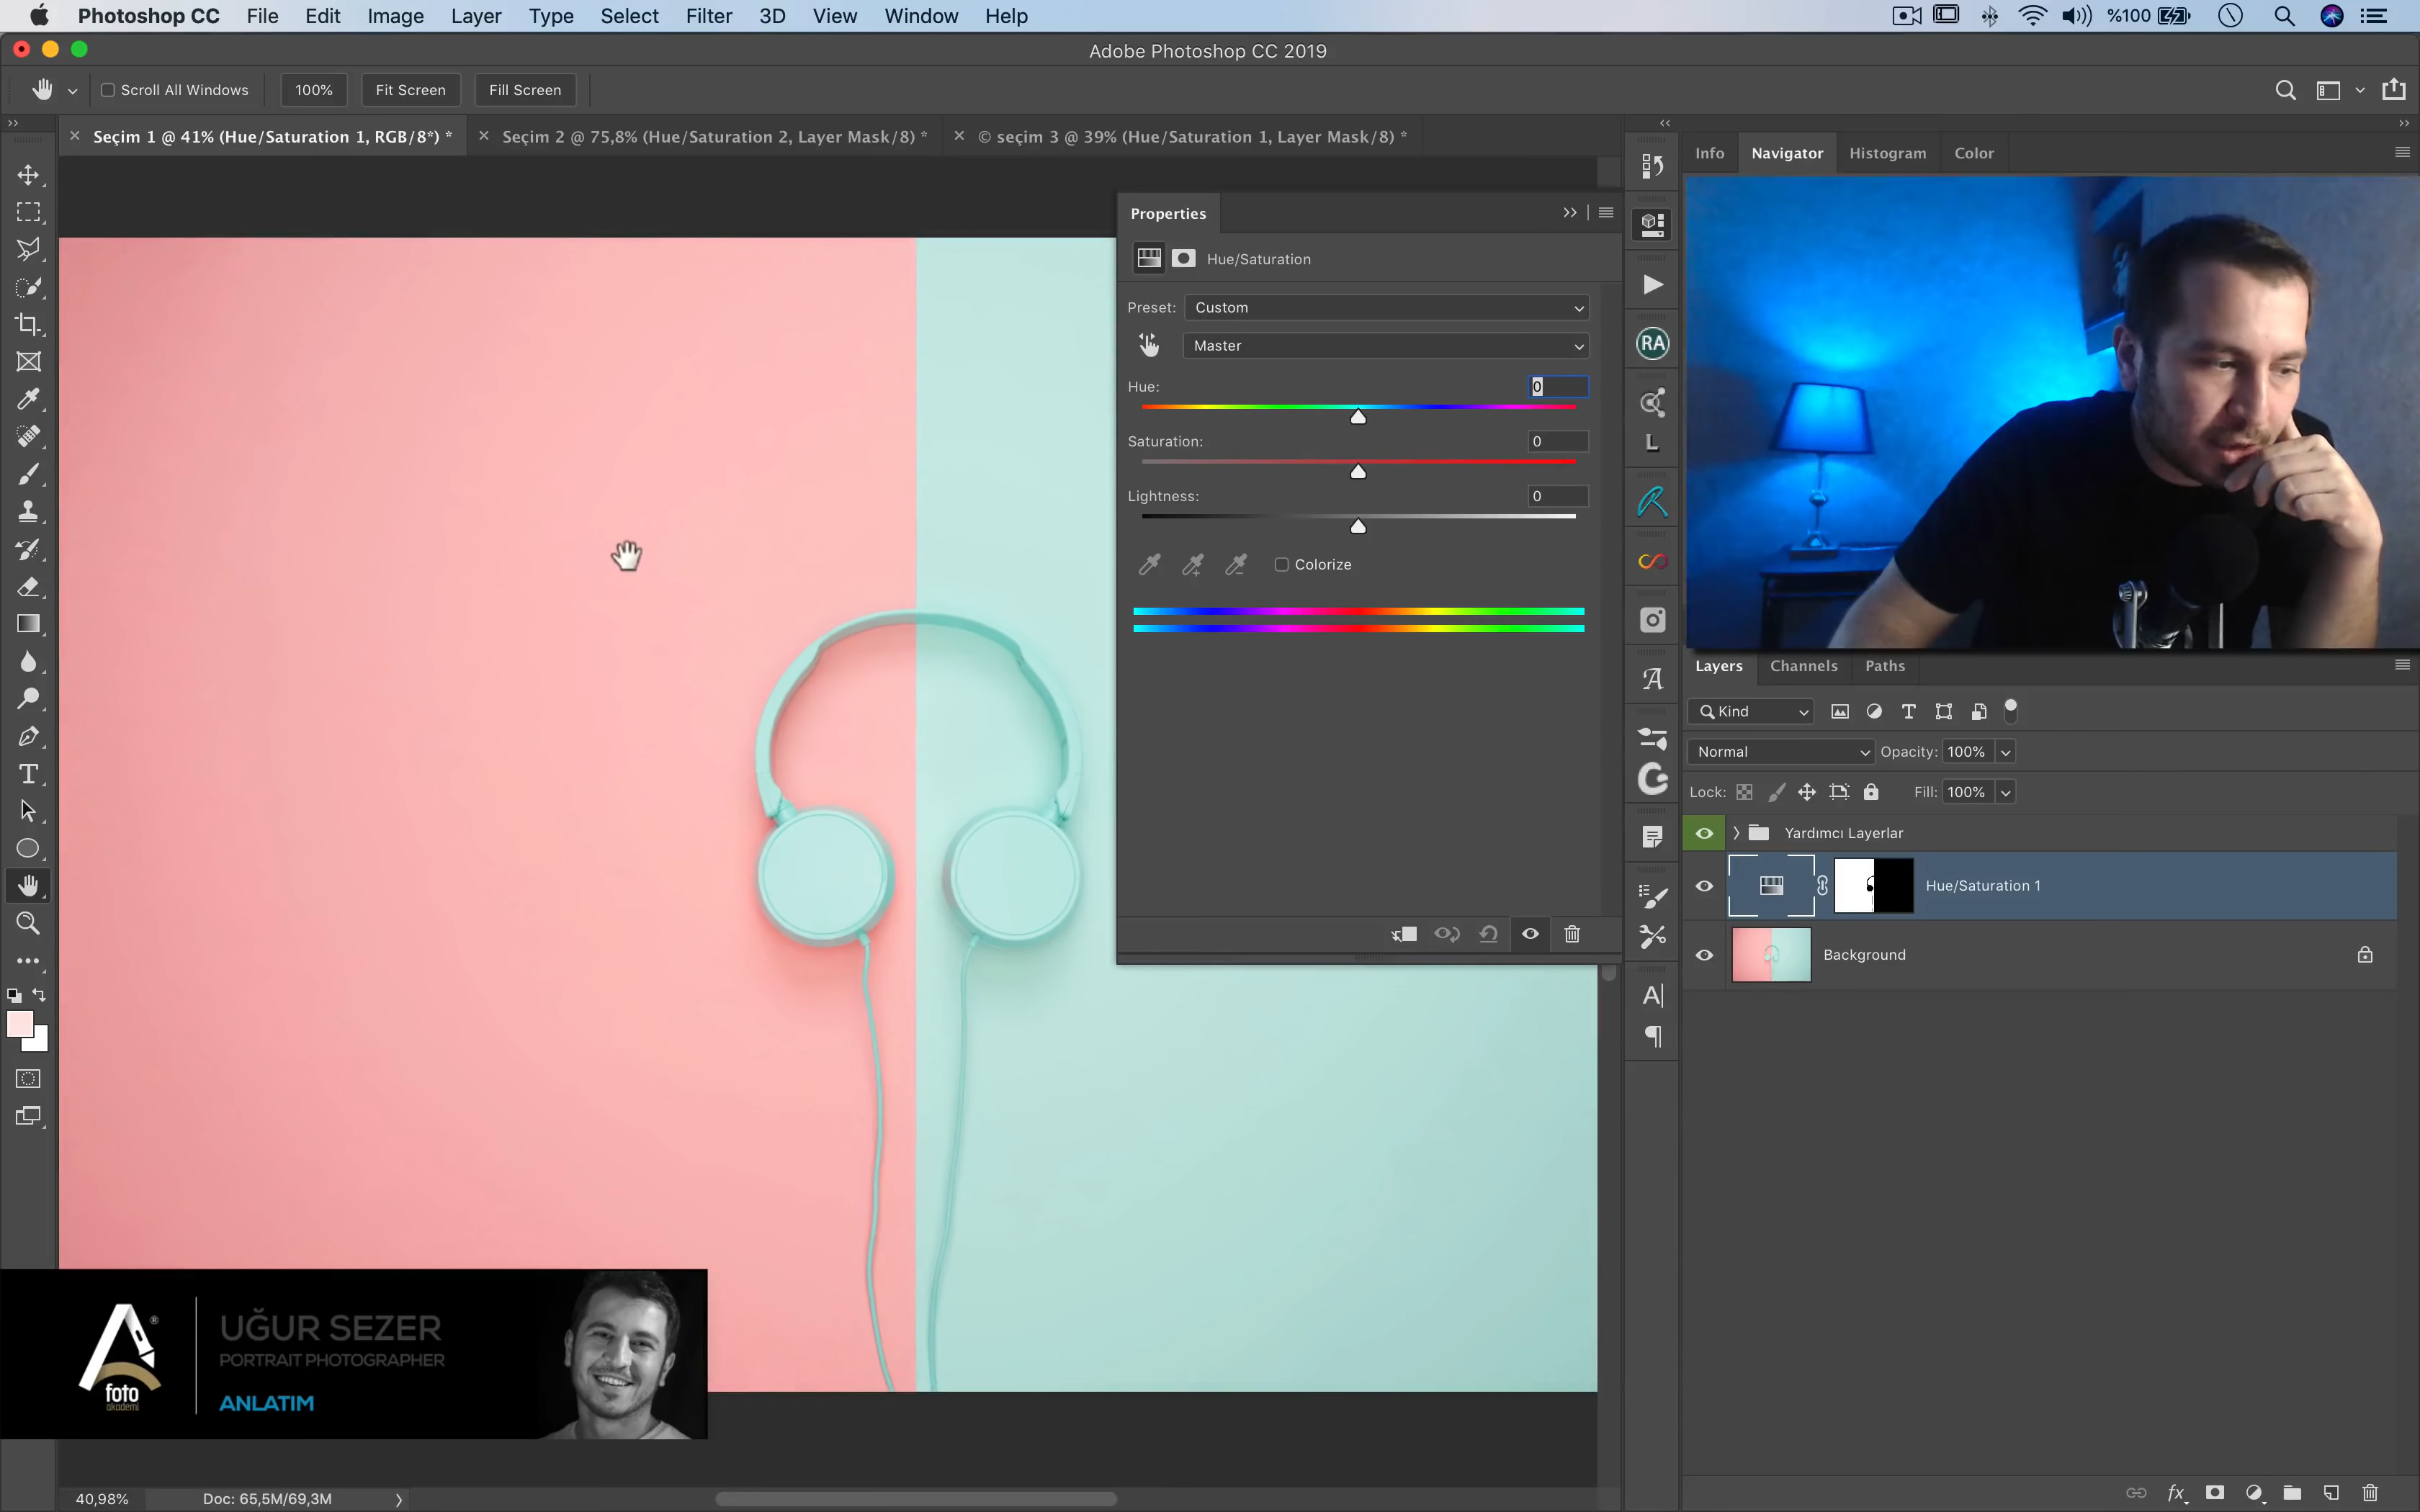 Photoshop CC File Edit Image Layer Type Select Filter 3D View Window Help %100
Adobe Photoshop CC 2019
Scroll All Windows 100% Fit Screen Fill Screen
Seçim 1 @ 41% (Hue/Saturation 1, RGB/8*) * Seçim 2 @ 75,8% (Hue/Saturation 2, Layer Mask/8) * © seçim 3 @ 39% (Hue/Saturation 1, Layer Mask/8) *
Info Navigator Histogram Color
Properties
Hue/Saturation
Preset: Custom
Master
Hue: 0
Saturation: 0
Lightness: 0
Colorize
RA
L
A
A|
Layers Channels Paths
Kind
Normal Opacity: 100%
Lock: Fill: 100%
Yardımcı Layerlar
Hue/Saturation 1
Background
UĞUR SEZER
PORTRAIT PHOTOGRAPHER
ANLATIM
foto
akademi
40,98% Doc: 65,5M/69,3M
fx